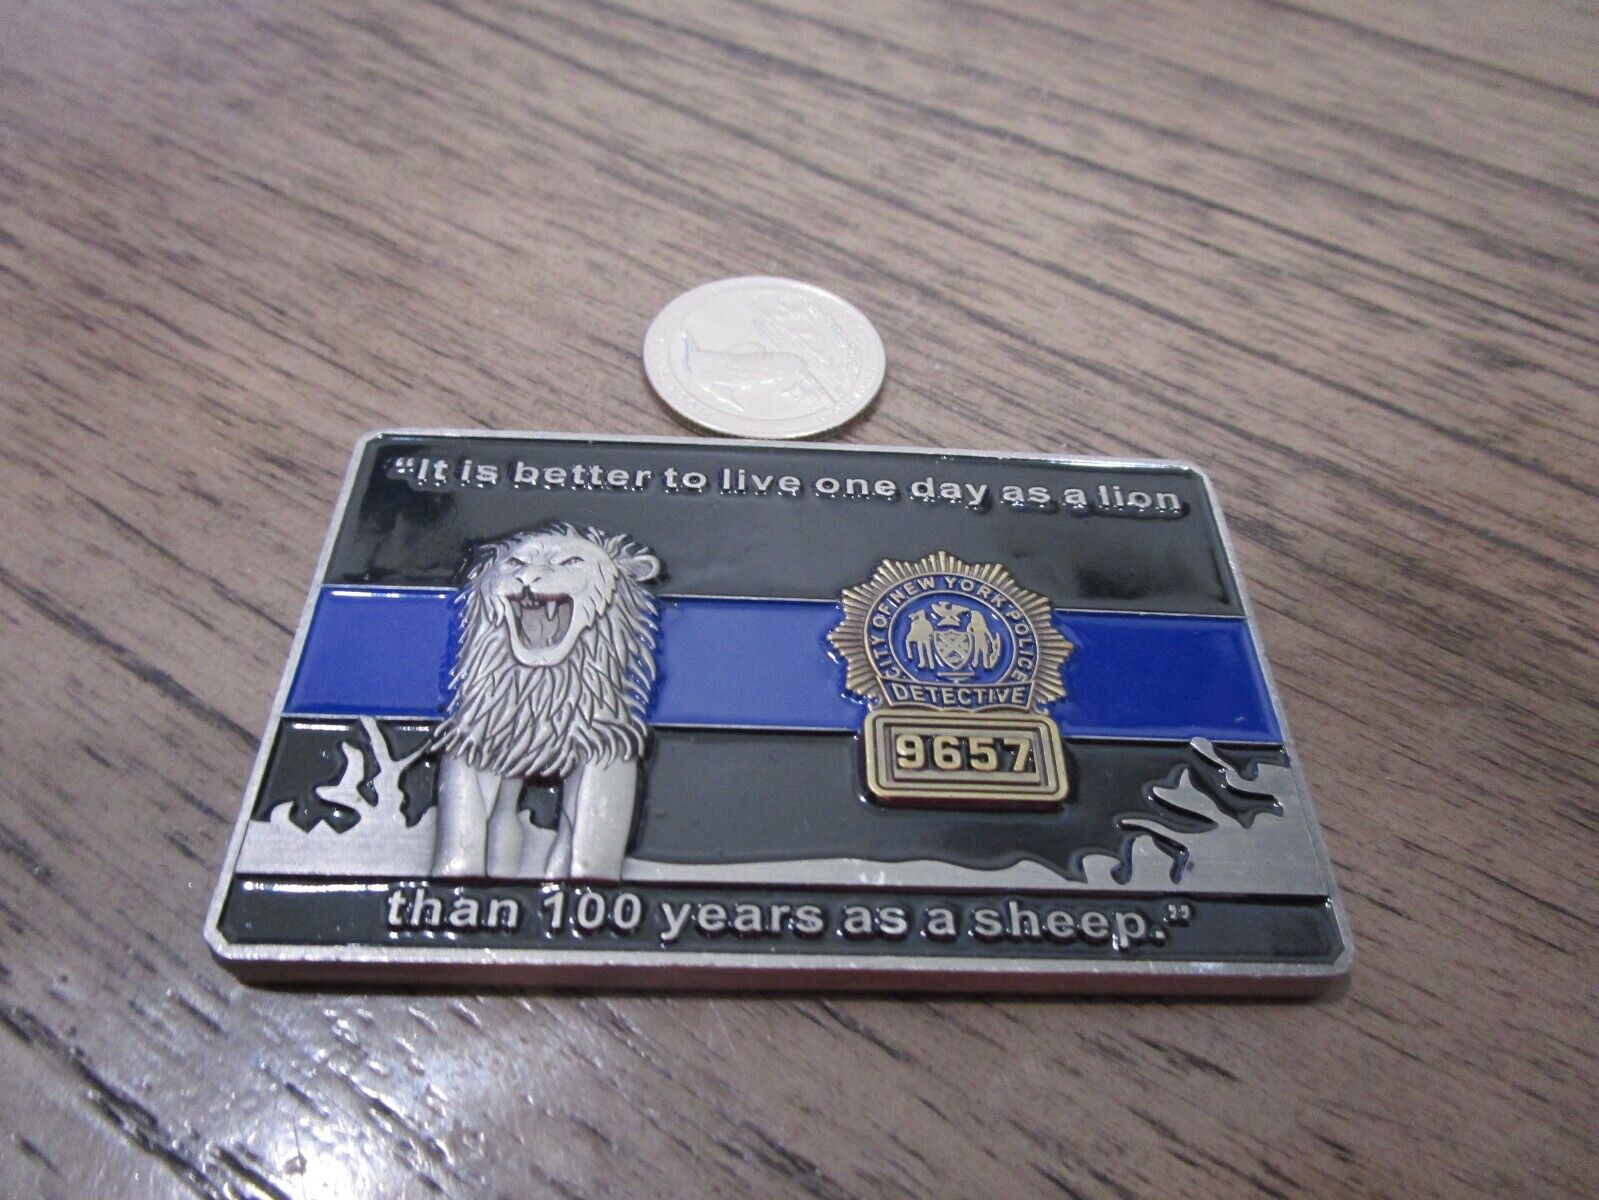 “It is better to live one day as a lion
CITY OF NEW YORK POLICE
DETECTIVE
9657
than 100 years as a sheep.”